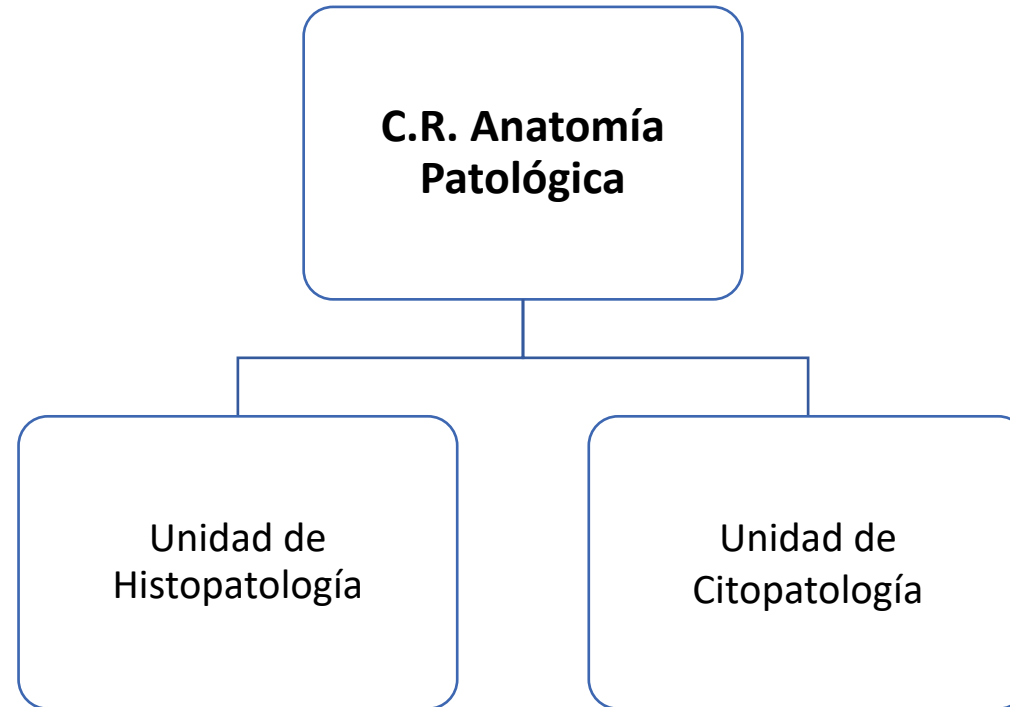 C.R. Anatomía
Patológica
Unidad de
Histopatología
Unidad de
Citopatología